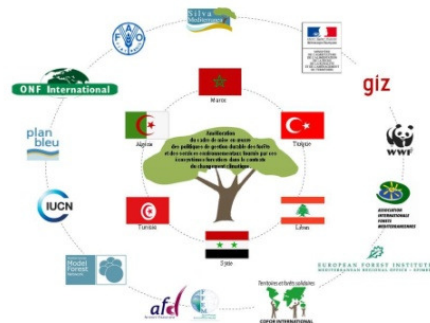 Silva
Mediterranea
FAO
ONF International
giz
Maroc
plan
bleu
Algérie
Amélioration
du cadre de mise en œuvre
des politiques de gestion durable des forêts
et des services environnementaux fournis par les
écosystèmes forestiers dans le contexte
du changement climatique
Turquie
WWF
IUCN
Tunisie
Liban
ASSOCIATION
INTERNATIONALE
FORÊTS
MEDITERRANEENNES
Syrie
Model
Forest
Network
EUROPEAN FOREST INSTITUTE
MEDITERRANEAN REGIONAL OFFICE - EFIMED
afd
Territoires et forêts solidaires
COFOR INTERNATIONAL